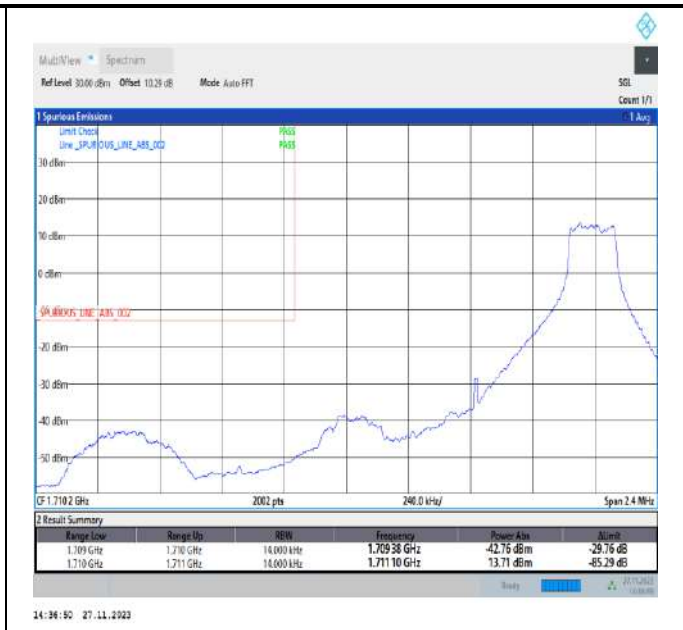 MultiView Spectrum
Ref Level 30.00 dBm Offset 10.29 dB Mode Auto FFT SGL
Count 1/1
1 Spurious Emissions 1 Avg
Limit Check PASS
Line _SPURIOUS_LINE_ABS_002 PASS
30 dBm
20 dBm
10 dBm
0 dBm
SPURIOUS_LINE_ABS_002
-20 dBm
-30 dBm
-40 dBm
-50 dBm
CF 1.7102 GHz 2002 pts 240.0 kHz/ Span 2.4 MHz
2 Result Summary
Range Low Range Up RBW Frequency Power Abs ΔLimit
1.709 GHz 1.710 GHz 14.000 kHz 1.70938 GHz -42.76 dBm -29.76 dB
1.710 GHz 1.711 GHz 14.000 kHz 1.71110 GHz 13.71 dBm -85.29 dB
Ready 27.11.2023
14:36:50 27.11.2023